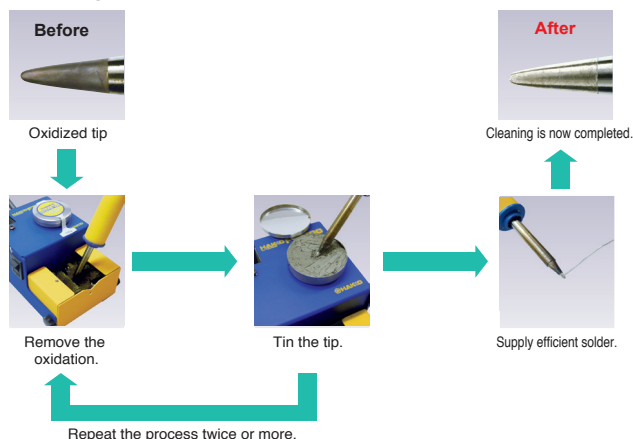 Before
After
Oxidized tip
Cleaning is now completed.
HAKKO
Remove the
oxidation.
Tin the tip.
Supply efficient solder.
Repeat the process twice or more.